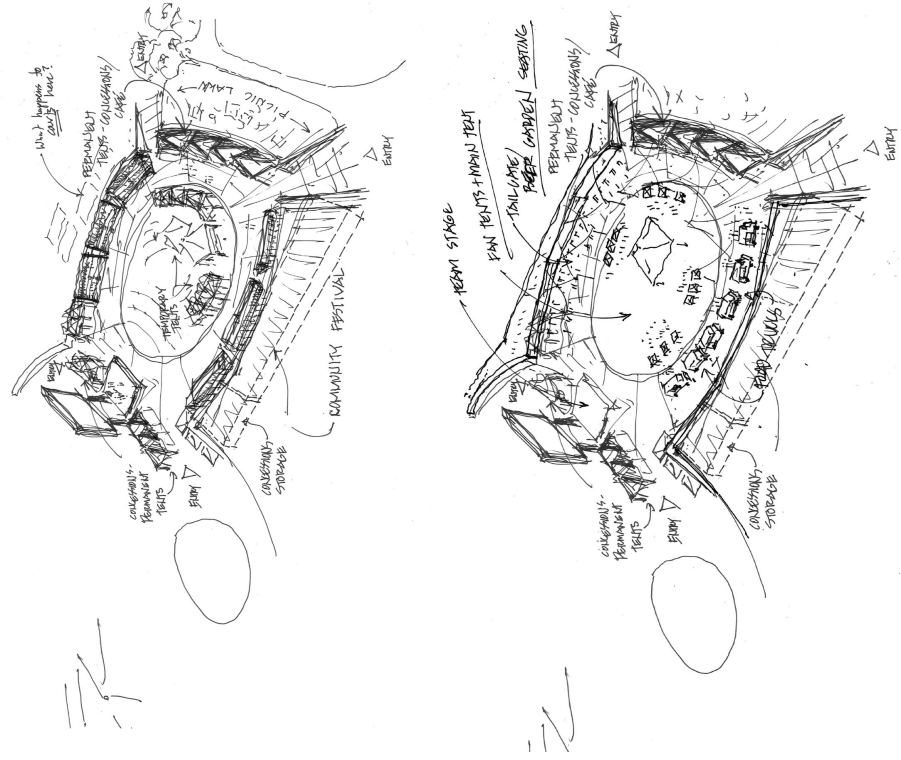 What happens to
cars here?
PERMANENT
TENTS - CONCESSIONS/
CAFE
ENTRY
PICNIC LAWN
ENTRY
TEMPORARY
TENTS
ENTRY
COMMUNITY FESTIVAL
CONCESSIONS,
STORAGE
CONCESSIONS -
PERMANENT
TENTS
ENTRY
TEAM STAGE
FAN TENTS + MAIN TENT
TAILGATE/
BEER GARDEN SEATING
PERMANENT
TENTS - CONCESSIONS/
CAFE
ENTRY
ENTRY
ENTRY
CONCESSIONS,
STORAGE
CONCESSIONS -
PERMANENT
TENTS
ENTRY